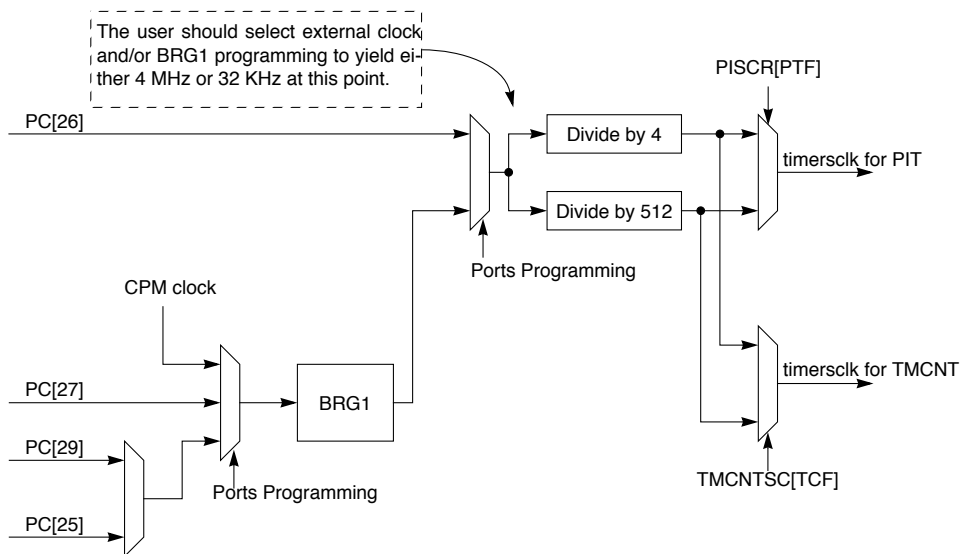 The user should select external clock
and/or BRG1 programming to yield ei-
ther 4 MHz or 32 KHz at this point.
PISCR[PTF]
PC[26]
Divide by 4
timersclk for PIT
Divide by 512
Ports Programming
CPM clock
timersclk for TMCNT
PC[27]
BRG1
PC[29]
TMCNTSC[TCF]
Ports Programming
PC[25]